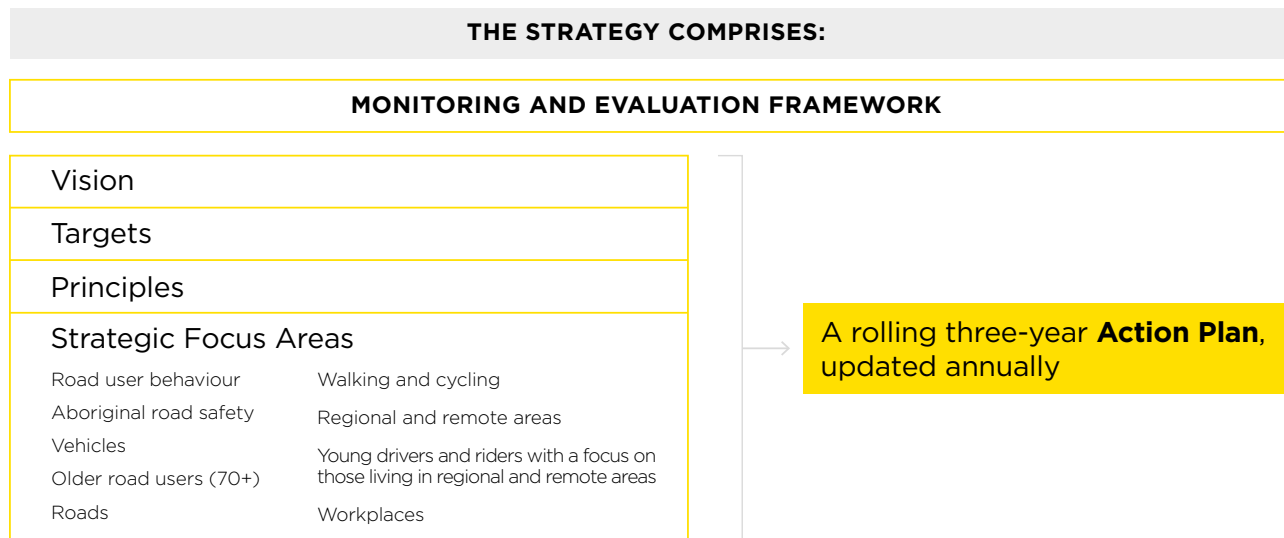 THE STRATEGY COMPRISES:
MONITORING AND EVALUATION FRAMEWORK
Vision
Targets
Principles
Strategic Focus Areas
Road user behaviour
Aboriginal road safety
Vehicles
Older road users (70+)
Roads
Walking and cycling
Regional and remote areas
Young drivers and riders with a focus on
those living in regional and remote areas
Workplaces
A rolling three-year Action Plan,
updated annually